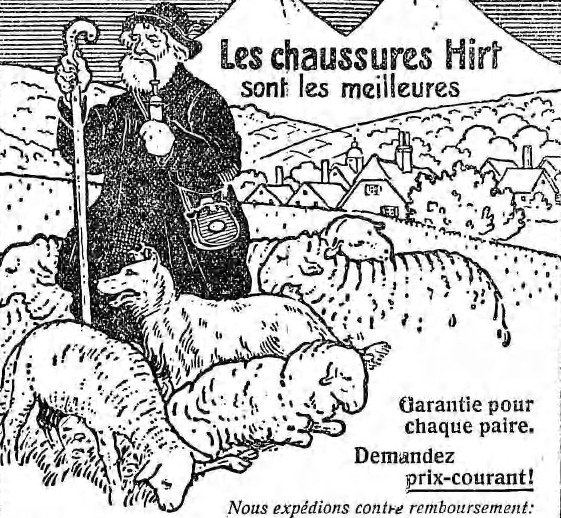 Les chaussures Hirt
sont les meilleures
Garantie pour
chaque paire.
Demandez
prix-courant!
Nous expédions contre remboursement: